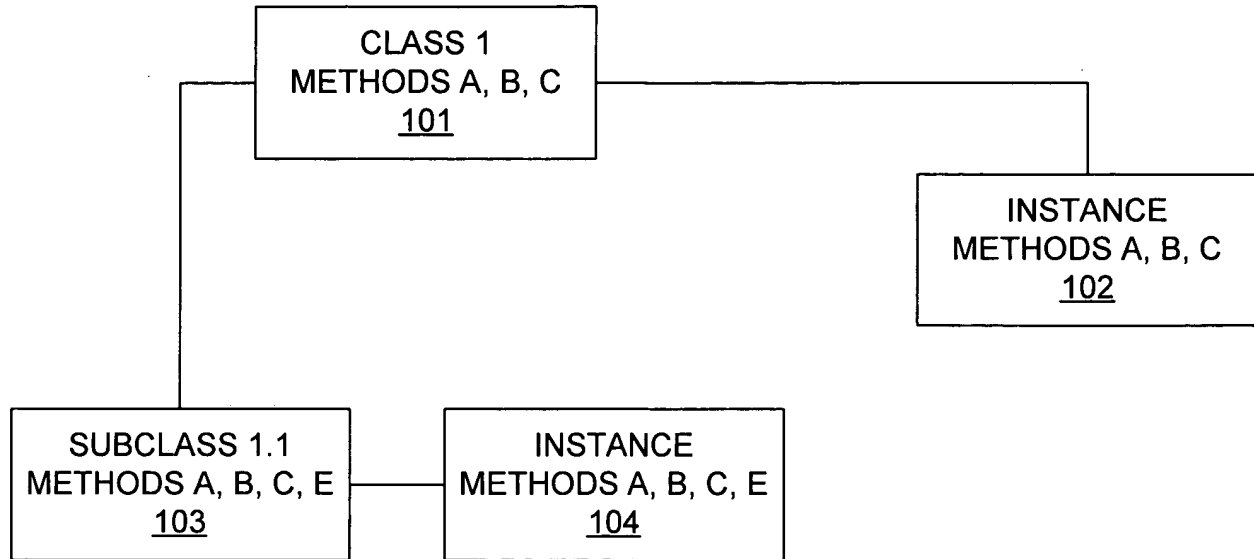 CLASS 1
METHODS A, B, C
101
INSTANCE
METHODS A, B, C
102
SUBCLASS 1.1
METHODS A, B, C, E
103
INSTANCE
METHODS A, B, C, E
104